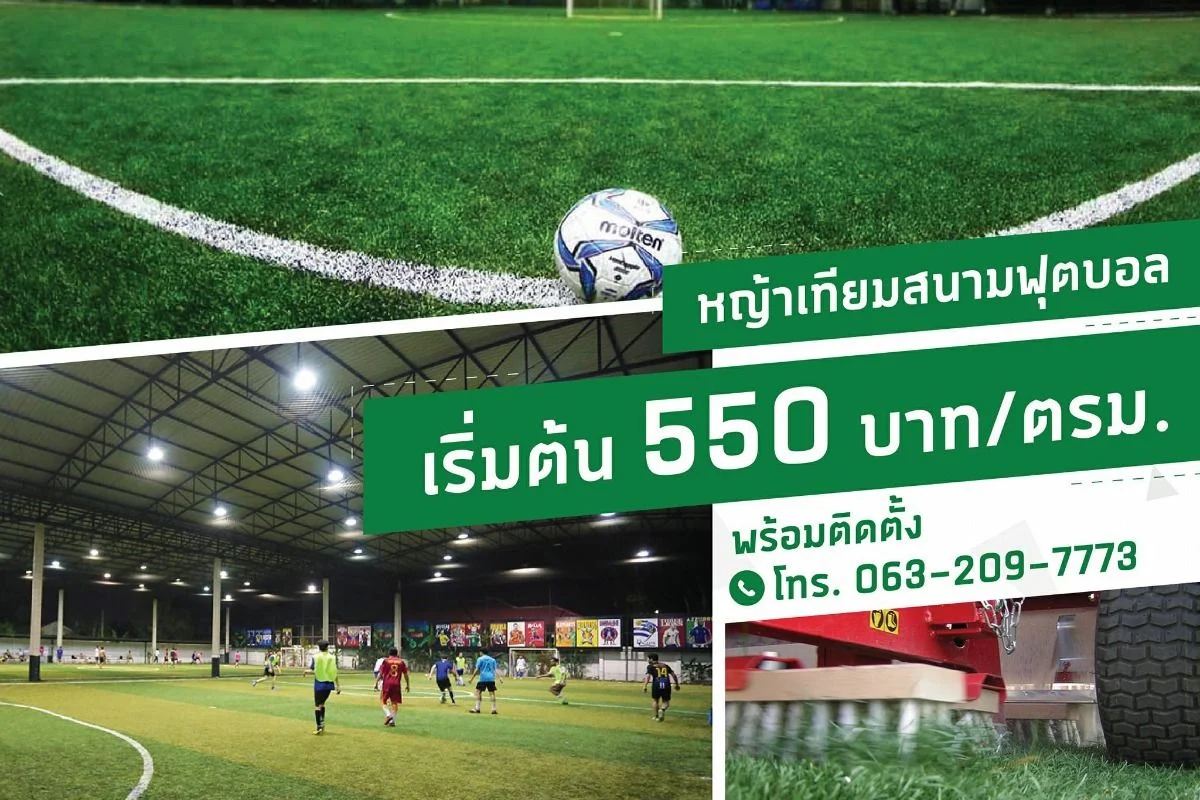 molten
หญ้าเทียมสนามฟุตบอล
เริ่มต้น 550 บาท/ตรม.
พร้อมติดตั้ง
โทร. 063-209-7773
8
14